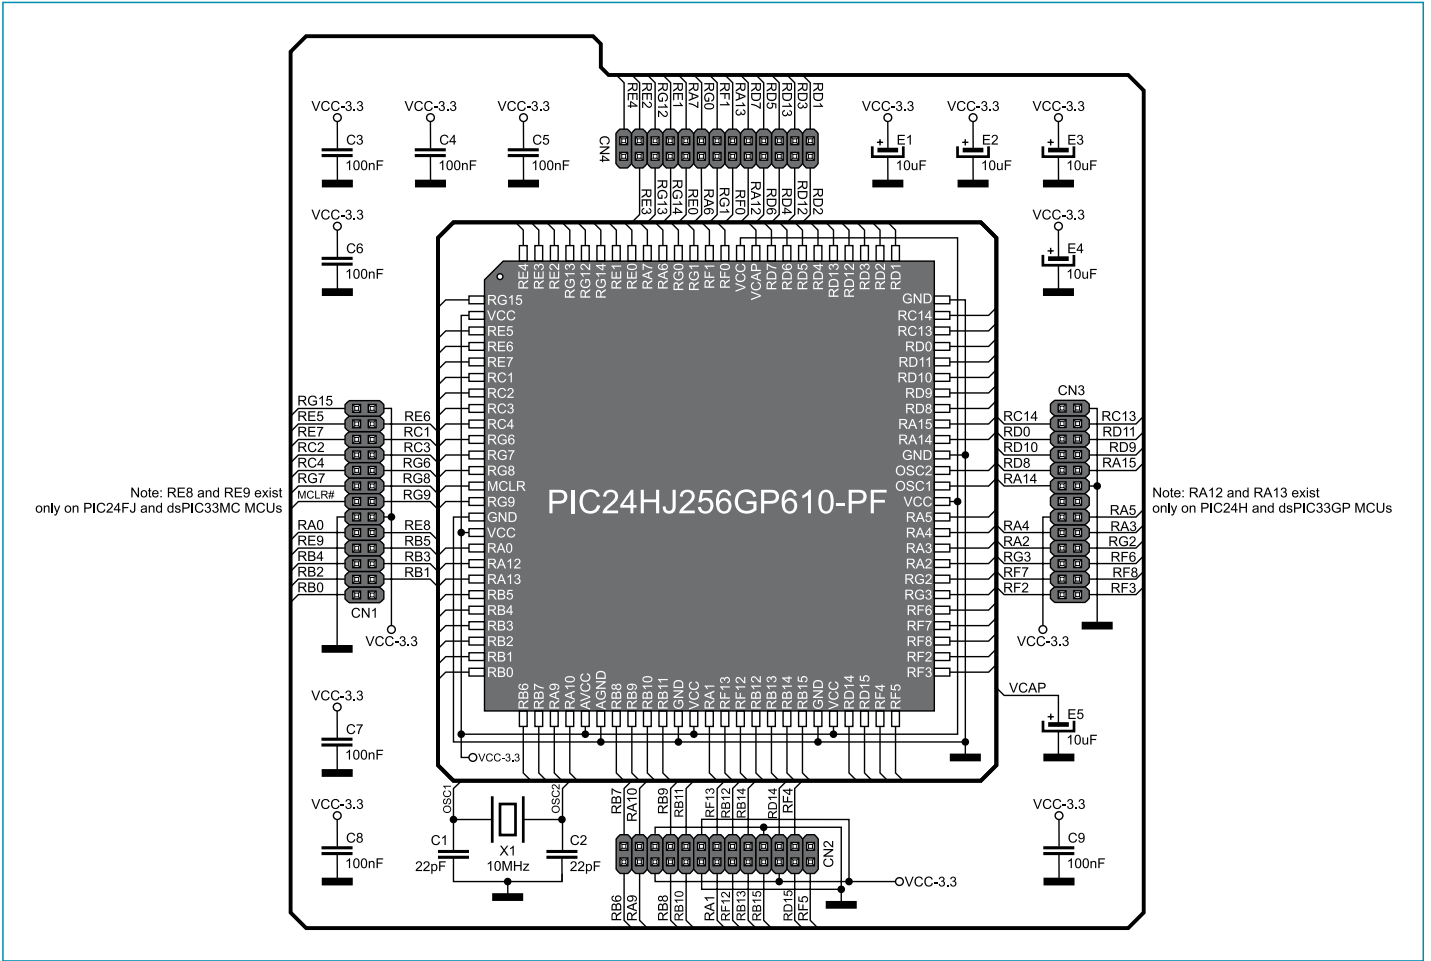 RE4
RE2
RG12
RE1
RA7
RG0
RF1
RA13
RD7
RD5
RD13
RD3
RD1
CN4
RE3
RG13
RG14
RE0
RA6
RG1
RF0
RA12
RD6
RD4
RD12
RD2
VCC-3.3
C3
100nF
VCC-3.3
C4
100nF
VCC-3.3
C5
100nF
VCC-3.3
+ E1
10uF
VCC-3.3
+ E2
10uF
VCC-3.3
+ E3
10uF
VCC-3.3
C6
100nF
VCC-3.3
+ E4
10uF
RE4
RE3
RE2
RG13
RG12
RG14
RE1
RE0
RA7
RA6
RG0
RG1
RF1
RF0
VCC
VCAP
RD7
RD6
RD5
RD4
RD13
RD12
RD3
RD2
RD1
RG15
VCC
RE5
RE6
RE7
RC1
RC2
RC3
RC4
RG6
RG7
RG8
MCLR
RG9
GND
VCC
RA0
RA12
RA13
RB5
RB4
RB3
RB2
RB1
RB0
PIC24HJ256GP610-PF
GND
RC14
RC13
RD0
RD11
RD10
RD9
RD8
RA15
RA14
GND
OSC2
OSC1
VCC
RA5
RA4
RA3
RA2
RG2
RG3
RF6
RF7
RF8
RF2
RF3
RB6
RB7
RA9
RA10
AVCC
AGND
RB8
RB9
RB10
RB11
GND
VCC
RA1
RF13
RF12
RB12
RB13
RB14
RB15
GND
VCC
RD14
RD15
RF4
RF5
VCC-3.3
RG15
RE5
RE7
RC2
RC4
RG7
MCLR#
RA0
RE9
RB4
RB2
RB0
RE6
RC1
RC3
RG6
RG8
RG9
RE8
RB5
RB3
RB1
CN1
VCC-3.3
Note: RE8 and RE9 exist
only on PIC24FJ and dsPIC33MC MCUs
CN3
RC14
RD0
RD10
RD8
RA14
RA4
RA2
RG3
RF7
RF2
RC13
RD11
RD9
RA15
RA5
RA3
RG2
RF6
RF8
RF3
VCC-3.3
Note: RA12 and RA13 exist
only on PIC24H and dsPIC33GP MCUs
VCC-3.3
C7
100nF
VCAP
+ E5
10uF
VCC-3.3
C8
100nF
OSC1
OSC2
C1
22pF
X1
10MHz
C2
22pF
RB7
RA10
RB9
RB11
RF13
RB12
RB14
RD14
RF4
CN2
RB6
RA9
RB8
RB10
RA1
RF12
RB13
RB15
RD15
RF5
VCC-3.3
VCC-3.3
C9
100nF